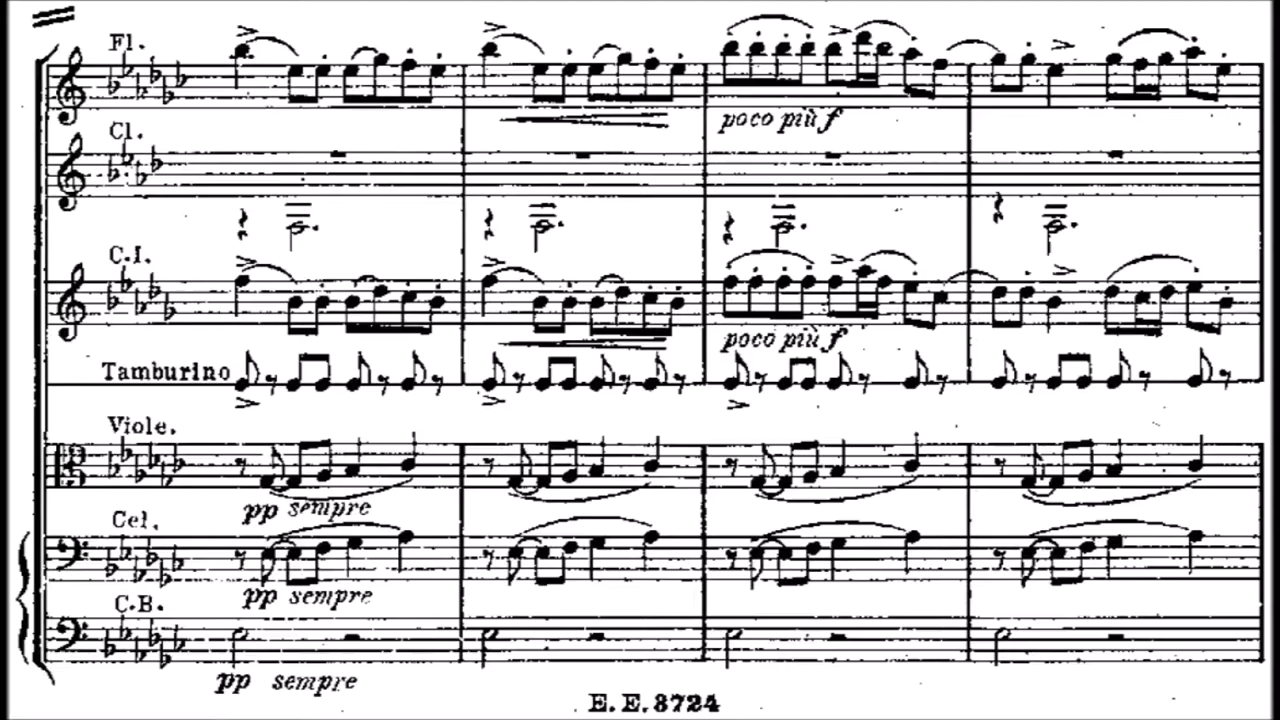 Fl.
poco più f
Cl.
C.I.
poco più f
Tamburino
Viole.
pp sempre
Cel.
pp sempre
C.B.
pp sempre
E. E. 3724